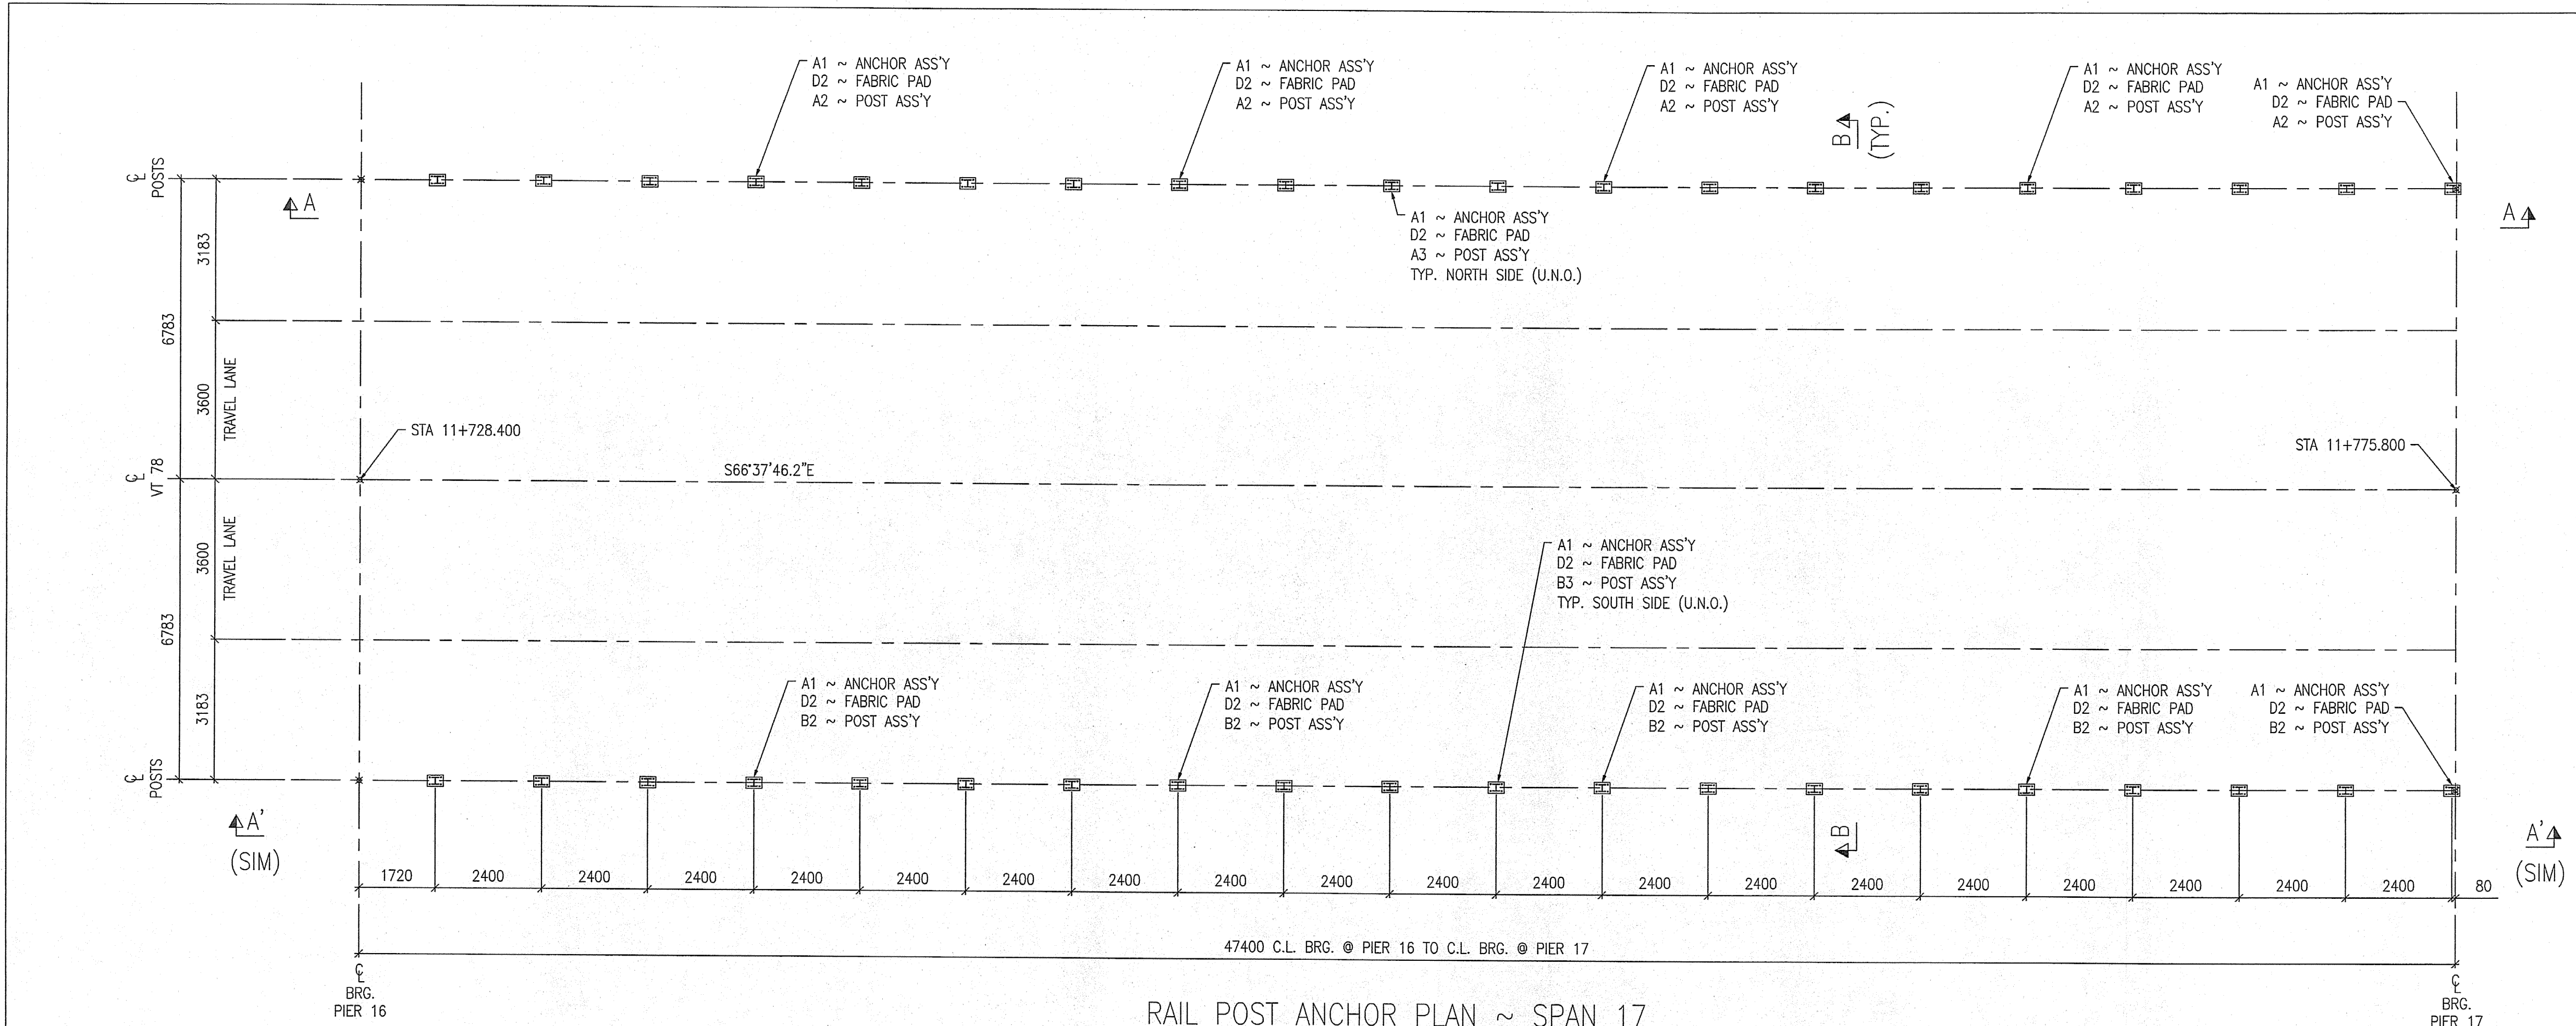 A1 ~ ANCHOR ASS'Y
D2 ~ FABRIC PAD
A2 ~ POST ASS'Y
A1 ~ ANCHOR ASS'Y
D2 ~ FABRIC PAD
A2 ~ POST ASS'Y
A1 ~ ANCHOR ASS'Y
D2 ~ FABRIC PAD
A2 ~ POST ASS'Y
A1 ~ ANCHOR ASS'Y
D2 ~ FABRIC PAD
A2 ~ POST ASS'Y
A1 ~ ANCHOR ASS'Y
D2 ~ FABRIC PAD
A2 ~ POST ASS'Y
B
(TYP.)
℄
POSTS
A
A
A1 ~ ANCHOR ASS'Y
D2 ~ FABRIC PAD
A3 ~ POST ASS'Y
TYP. NORTH SIDE (U.N.O.)
3183
6783
3600
TRAVEL LANE
STA 11+728.400
STA 11+775.800
℄
VT 78
S66°37'46.2"E
3600
TRAVEL LANE
6783
3183
A1 ~ ANCHOR ASS'Y
D2 ~ FABRIC PAD
B3 ~ POST ASS'Y
TYP. SOUTH SIDE (U.N.O.)
A1 ~ ANCHOR ASS'Y
D2 ~ FABRIC PAD
B2 ~ POST ASS'Y
A1 ~ ANCHOR ASS'Y
D2 ~ FABRIC PAD
B2 ~ POST ASS'Y
A1 ~ ANCHOR ASS'Y
D2 ~ FABRIC PAD
B2 ~ POST ASS'Y
A1 ~ ANCHOR ASS'Y
D2 ~ FABRIC PAD
B2 ~ POST ASS'Y
A1 ~ ANCHOR ASS'Y
D2 ~ FABRIC PAD
B2 ~ POST ASS'Y
℄
POSTS
A'
(SIM)
B
A'
(SIM)
1720 2400 2400 2400 2400 2400 2400 2400 2400 2400 2400 2400 2400 2400 2400 2400 2400 2400 2400 2400 80
47400 C.L. BRG. @ PIER 16 TO C.L. BRG. @ PIER 17
℄
BRG.
PIER 16
℄
BRG.
PIER 17
RAIL POST ANCHOR PLAN ~ SPAN 17